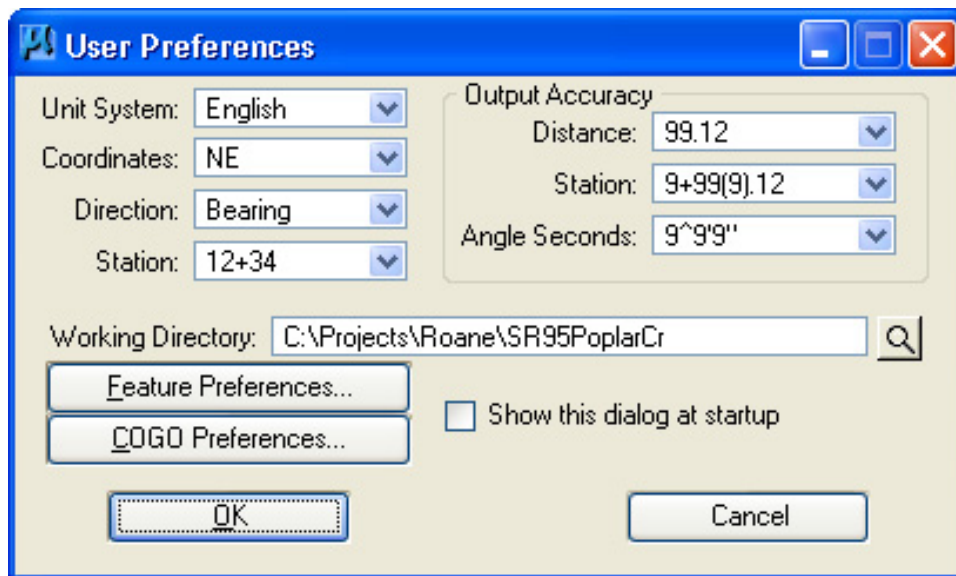 User Preferences
Unit System: English
Coordinates: NE
Direction: Bearing
Station: 12+34
Output Accuracy
Distance: 99.12
Station: 9+99(9).12
Angle Seconds: 9^9'9"
Working Directory: C:\Projects\Roane\SR95PoplarCr
Feature Preferences...
COGO Preferences...
Show this dialog at startup
OK
Cancel